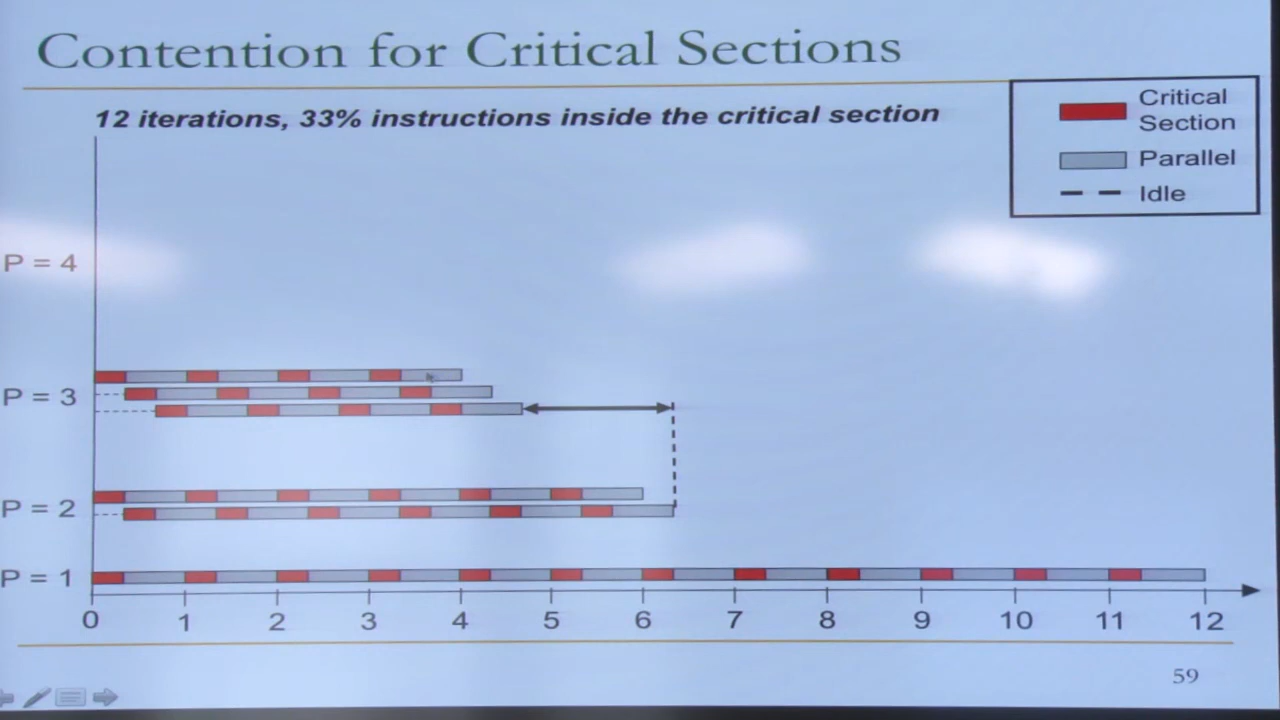 Contention for Critical Sections
12 iterations, 33% instructions inside the critical section
Critical
Section
Parallel
Idle
P = 4
P = 3
P = 2
P = 1
0 1 2 3 4 5 6 7 8 9 10 11 12
59